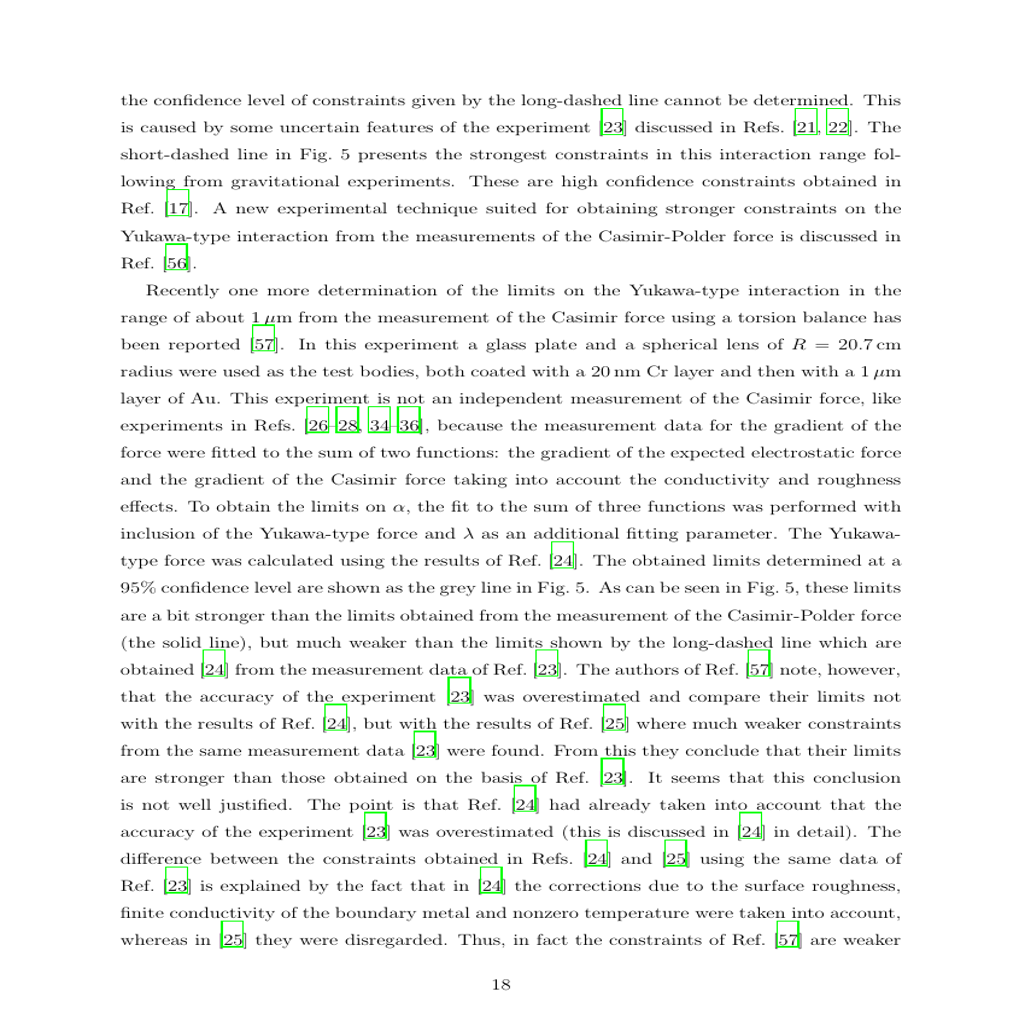 the confidence level of constraints given by the long-dashed line cannot be determined. This
is caused by some uncertain features of the experiment [23] discussed in Refs. [21, 22]. The
short-dashed line in Fig. 5 presents the strongest constraints in this interaction range fol-
lowing from gravitational experiments. These are high confidence constraints obtained in
Ref. [17]. A new experimental technique suited for obtaining stronger constraints on the
Yukawa-type interaction from the measurements of the Casimir-Polder force is discussed in
Ref. [56].
Recently one more determination of the limits on the Yukawa-type interaction in the
range of about 1 μm from the measurement of the Casimir force using a torsion balance has
been reported [57]. In this experiment a glass plate and a spherical lens of R = 20.7 cm
radius were used as the test bodies, both coated with a 20 nm Cr layer and then with a 1 μm
layer of Au. This experiment is not an independent measurement of the Casimir force, like
experiments in Refs. [26–28, 34–36], because the measurement data for the gradient of the
force were fitted to the sum of two functions: the gradient of the expected electrostatic force
and the gradient of the Casimir force taking into account the conductivity and roughness
effects. To obtain the limits on α, the fit to the sum of three functions was performed with
inclusion of the Yukawa-type force and λ as an additional fitting parameter. The Yukawa-
type force was calculated using the results of Ref. [24]. The obtained limits determined at a
95% confidence level are shown as the grey line in Fig. 5. As can be seen in Fig. 5, these limits
are a bit stronger than the limits obtained from the measurement of the Casimir-Polder force
(the solid line), but much weaker than the limits shown by the long-dashed line which are
obtained [24] from the measurement data of Ref. [23]. The authors of Ref. [57] note, however,
that the accuracy of the experiment [23] was overestimated and compare their limits not
with the results of Ref. [24], but with the results of Ref. [25] where much weaker constraints
from the same measurement data [23] were found. From this they conclude that their limits
are stronger than those obtained on the basis of Ref. [23]. It seems that this conclusion
is not well justified. The point is that Ref. [24] had already taken into account that the
accuracy of the experiment [23] was overestimated (this is discussed in [24] in detail). The
difference between the constraints obtained in Refs. [24] and [25] using the same data of
Ref. [23] is explained by the fact that in [24] the corrections due to the surface roughness,
finite conductivity of the boundary metal and nonzero temperature were taken into account,
whereas in [25] they were disregarded. Thus, in fact the constraints of Ref. [57] are weaker
18